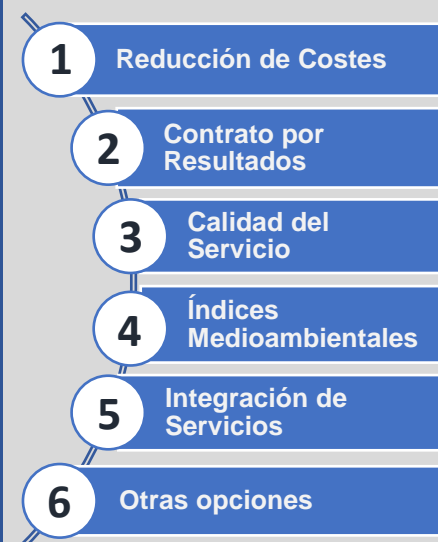 1 Reducción de Costes
2 Contrato por
Resultados
3 Calidad del
Servicio
4 Índices
Medioambientales
5 Integración de
Servicios
6 Otras opciones